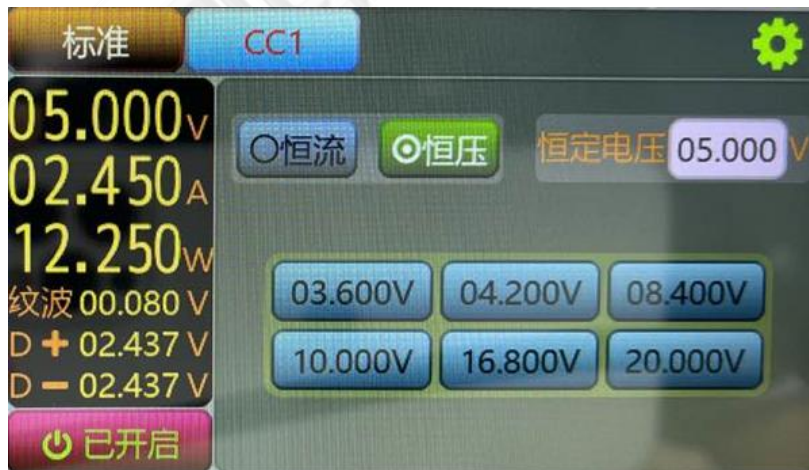 标准 CC1
05.000V
02.450A
12.250W
纹波 00.080 V
D + 02.437 V
D − 02.437 V
已开启
恒流 恒压 恒定电压 05.000 V
03.600V 04.200V 08.400V
10.000V 16.800V 20.000V